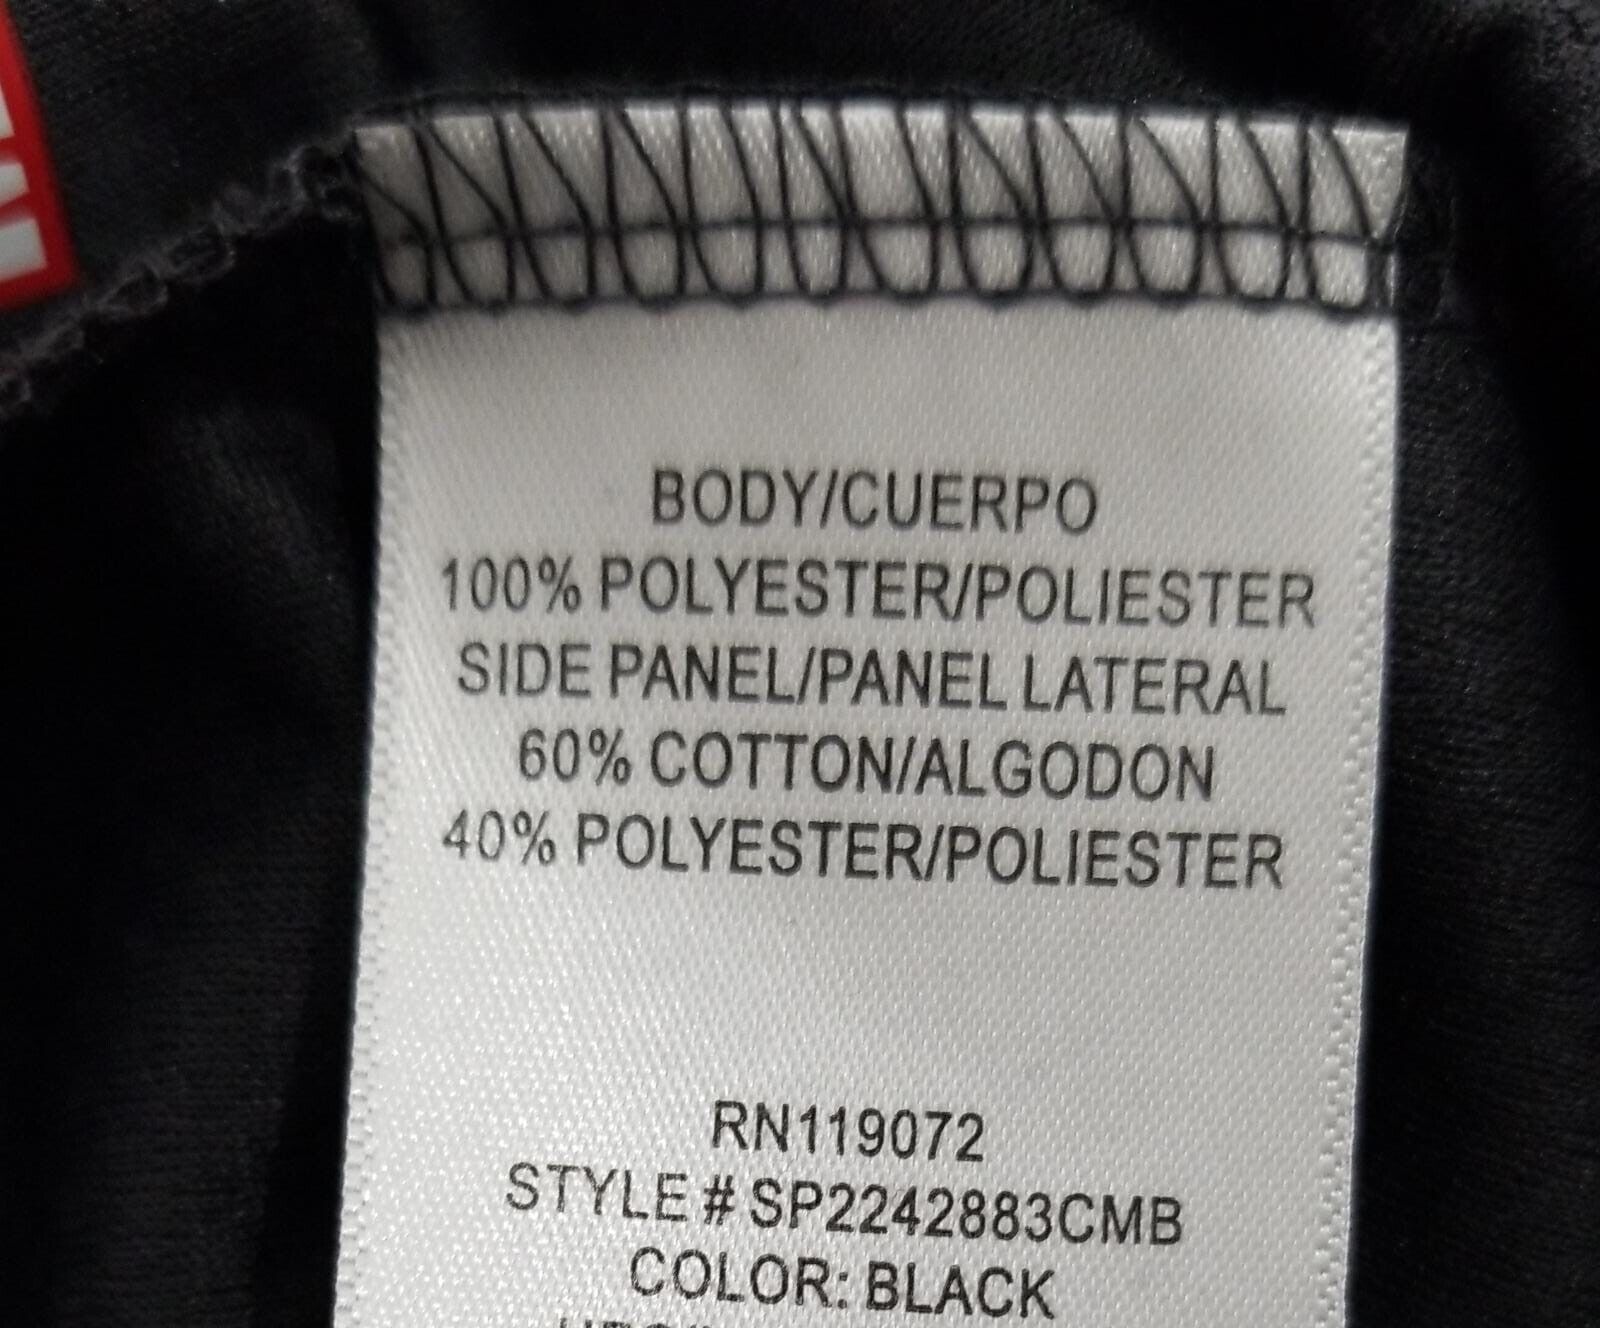 BODY/CUERPO
100% POLYESTER/POLIESTER
SIDE PANEL/PANEL LATERAL
60% COTTON/ALGODON
40% POLYESTER/POLIESTER
RN119072
STYLE # SP2242883CMB
COLOR: BLACK